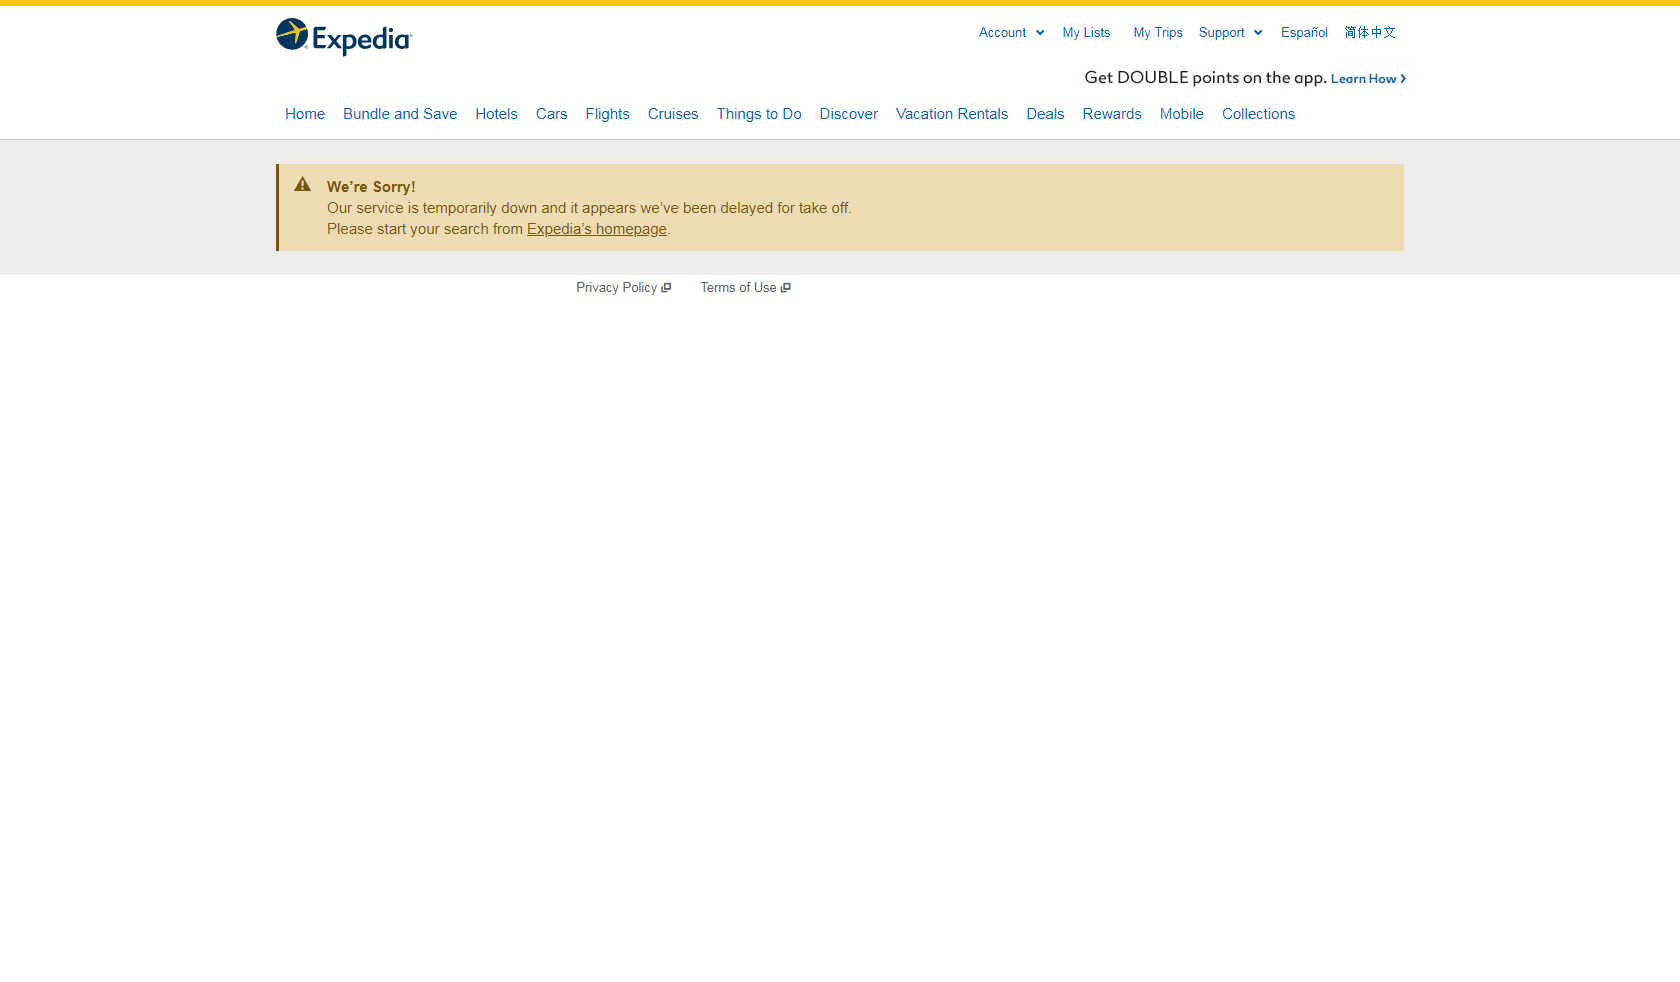 Expedia
Account My Lists My Trips Support Español 简体中文
Get DOUBLE points on the app. Learn How
Home Bundle and Save Hotels Cars Flights Cruises Things to Do Discover Vacation Rentals Deals Rewards Mobile Collections
We’re Sorry!
Our service is temporarily down and it appears we’ve been delayed for take off.
Please start your search from Expedia’s homepage.
Privacy Policy Terms of Use